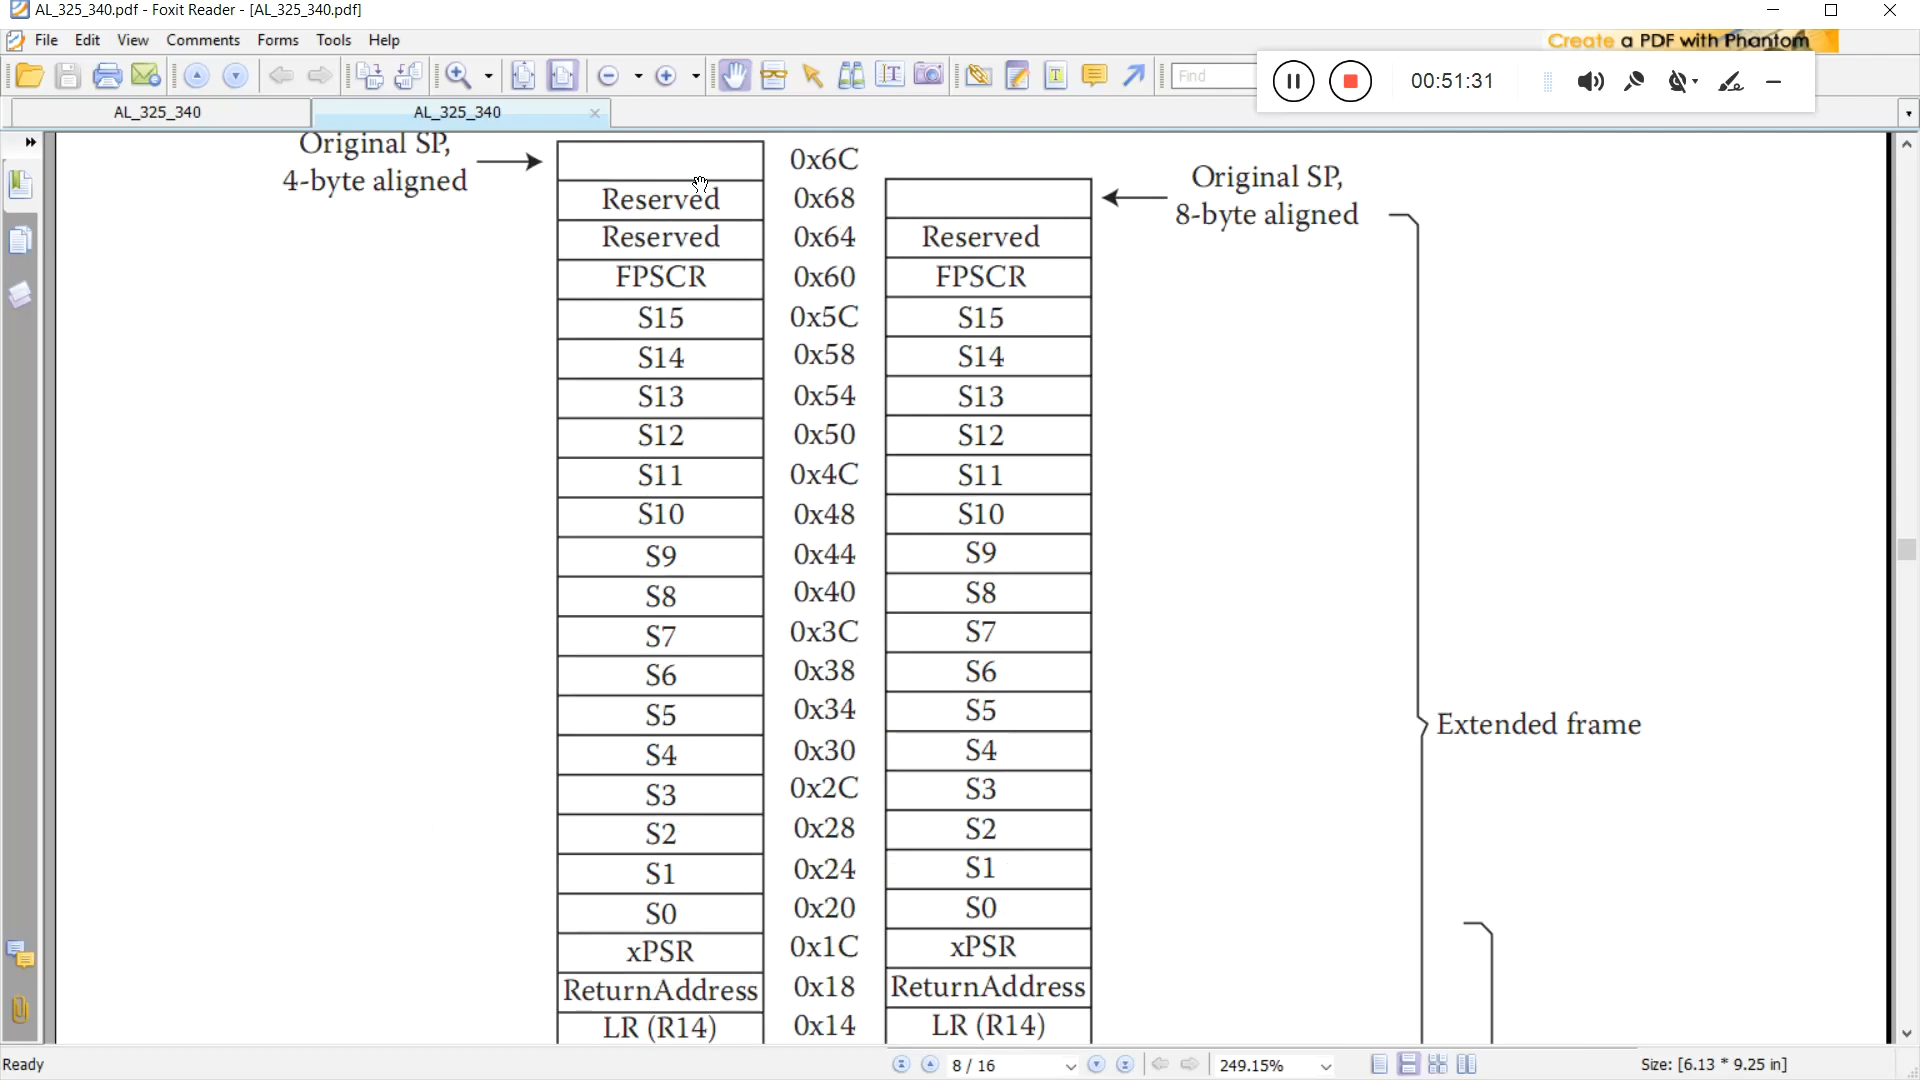 AL_325_340.pdf - Foxit Reader - [AL_325_340.pdf]
File Edit View Comments Forms Tools Help
Create a PDF with Phantom
Find
00:51:31
AL_325_340 AL_325_340
Original SP,
4-byte aligned
0x6C
Original SP,
8-byte aligned
Reserved 0x68
Reserved 0x64 Reserved
FPSCR 0x60 FPSCR
S15 0x5C S15
S14 0x58 S14
S13 0x54 S13
S12 0x50 S12
S11 0x4C S11
S10 0x48 S10
S9 0x44 S9
S8 0x40 S8
S7 0x3C S7
S6 0x38 S6
S5 0x34 S5
Extended frame
S4 0x30 S4
S3 0x2C S3
S2 0x28 S2
S1 0x24 S1
S0 0x20 S0
xPSR 0x1C xPSR
ReturnAddress 0x18 ReturnAddress
LR (R14) 0x14 LR (R14)
Ready 8 / 16 249.15% Size: [6.13 * 9.25 in]